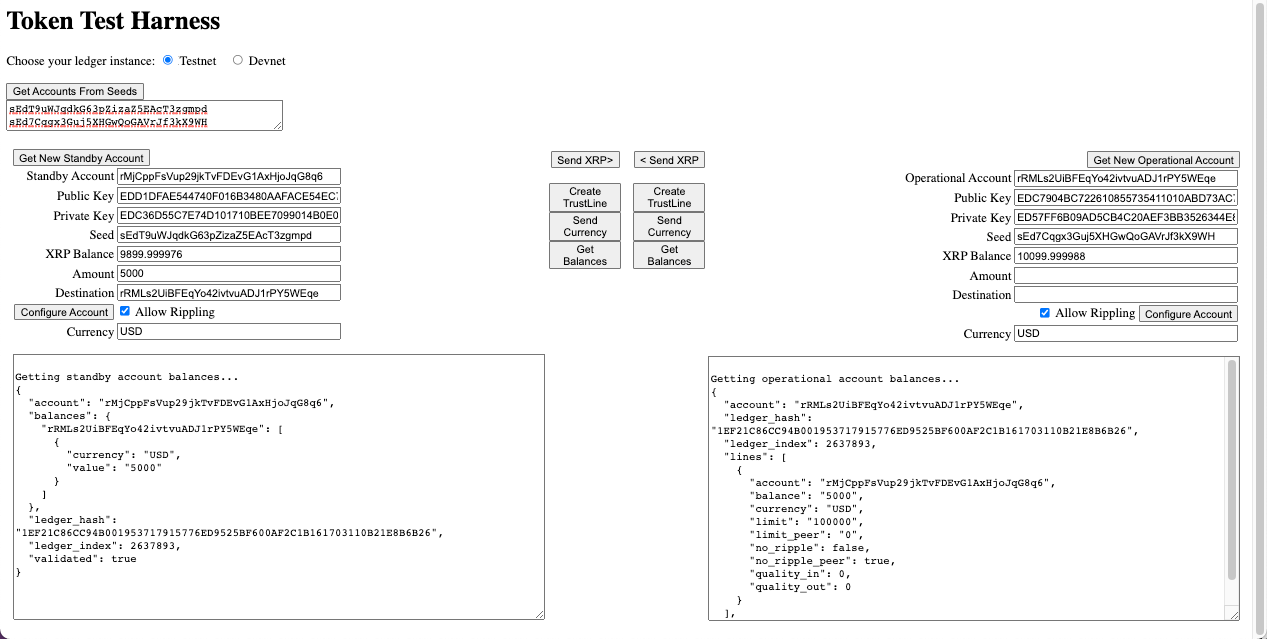 Token Test Harness
Choose your ledger instance: Testnet Devnet
Get Accounts From Seeds
sEdT9uWJqdkG63pZizaZ5EAcT3zgmpd
sEd7Cqgx3Guj5XHGwQoGAVrJf3kX9WH
Get New Standby Account
Standby Account rMjCppFsVup29jkTvFDEvG1AxHjoJqG8q6
Public Key EDD1DFAE544740F016B3480AAFACE54EC
Private Key EDC36D55C7E74D101710BEE7099014B0E0
Seed sEdT9uWJqdkG63pZizaZ5EAcT3zgmpd
XRP Balance 9899.999976
Amount 5000
Destination rRMLs2UiBFEqYo42ivtvuADJ1rPY5WEqe
Configure Account Allow Rippling
Currency USD
Send XRP> < Send XRP
Create TrustLine Create TrustLine
Send Currency Send Currency
Get Balances Get Balances
Get New Operational Account
Operational Account rRMLs2UiBFEqYo42ivtvuADJ1rPY5WEqe
Public Key EDC7904BC722610855735411010ABD73AC
Private Key ED57FF6B09AD5CB4C20AEF3BB3526344E
Seed sEd7Cqgx3Guj5XHGwQoGAVrJf3kX9WH
XRP Balance 10099.999988
Amount
Destination
Allow Rippling Configure Account
Currency USD
Getting standby account balances...
{
"account": "rMjCppFsVup29jkTvFDEvG1AxHjoJqG8q6",
"balances": {
"rRMLs2UiBFEqYo42ivtvuADJ1rPY5WEqe": [
{
"currency": "USD",
"value": "5000"
}
]
},
"ledger_hash":
"1EF21C86CC94B001953717915776ED9525BF600AF2C1B161703110B21E8B6B26",
"ledger_index": 2637893,
"validated": true
}
Getting operational account balances...
{
"account": "rRMLs2UiBFEqYo42ivtvuADJ1rPY5WEqe",
"ledger_hash":
"1EF21C86CC94B001953717915776ED9525BF600AF2C1B161703110B21E8B6B26",
"ledger_index": 2637893,
"lines": [
{
"account": "rMjCppFsVup29jkTvFDEvG1AxHjoJqG8q6",
"balance": "5000",
"currency": "USD",
"limit": "100000",
"limit_peer": "0",
"no_ripple": false,
"no_ripple_peer": true,
"quality_in": 0,
"quality_out": 0
}
],